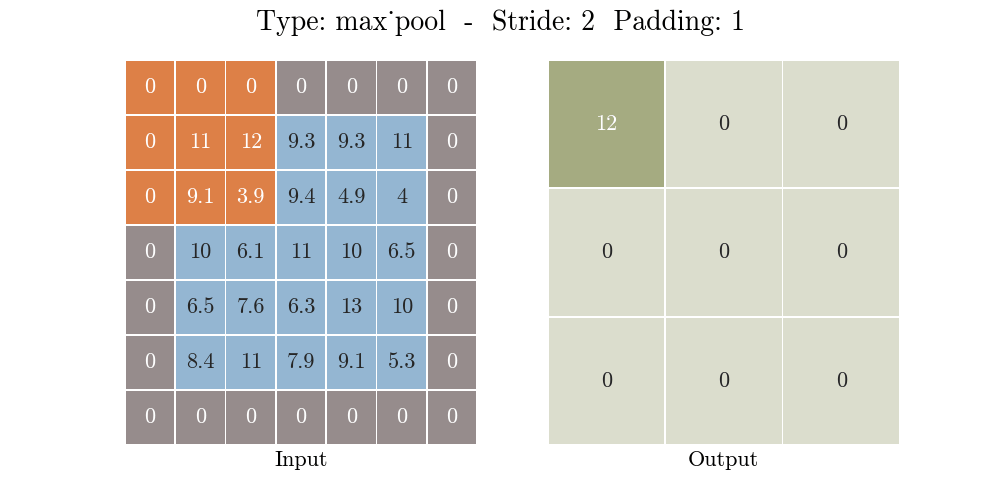 Type: max˙pool - Stride: 2 Padding: 1
0 0 0 0 0 0 0
0 11 12 9.3 9.3 11 0
0 9.1 3.9 9.4 4.9 4 0
0 10 6.1 11 10 6.5 0
0 6.5 7.6 6.3 13 10 0
0 8.4 11 7.9 9.1 5.3 0
0 0 0 0 0 0 0
Input
12 0 0
0 0 0
0 0 0
Output